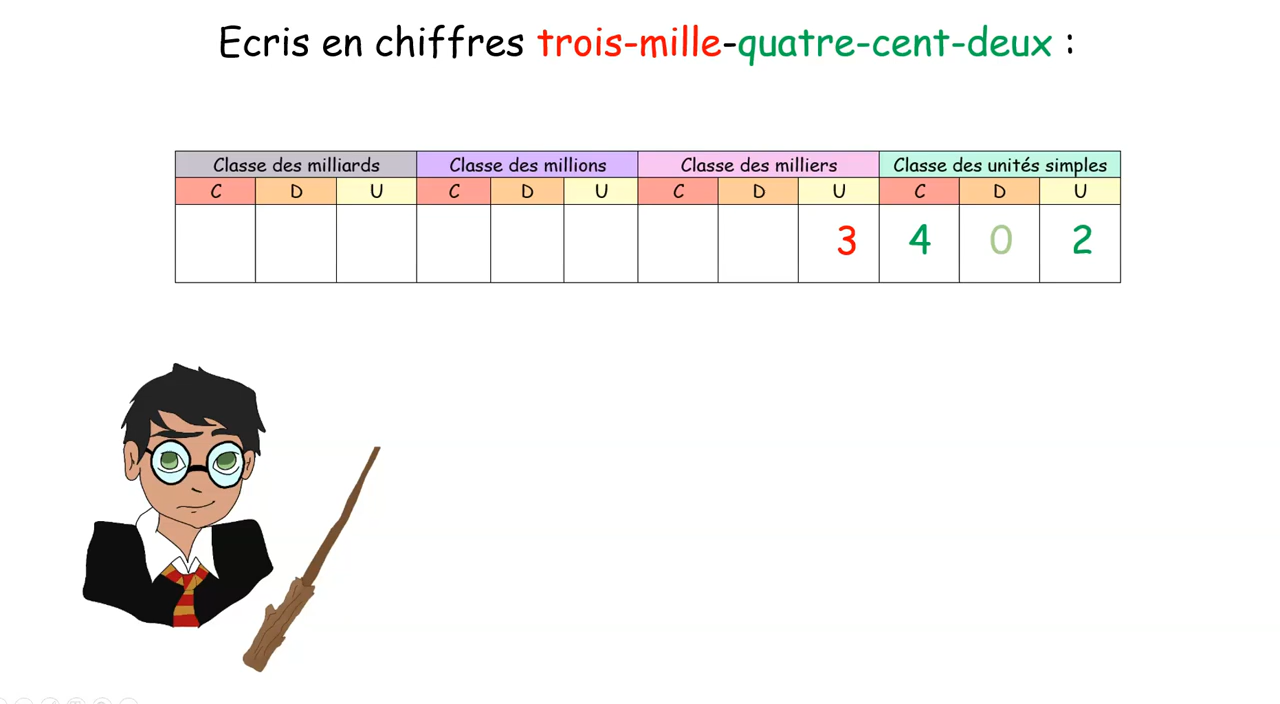 Ecris en chiffres trois-mille-quatre-cent-deux :
Classe des milliards Classe des millions Classe des milliers Classe des unités simples
C D U C D U C D U C D U
3 4 0 2